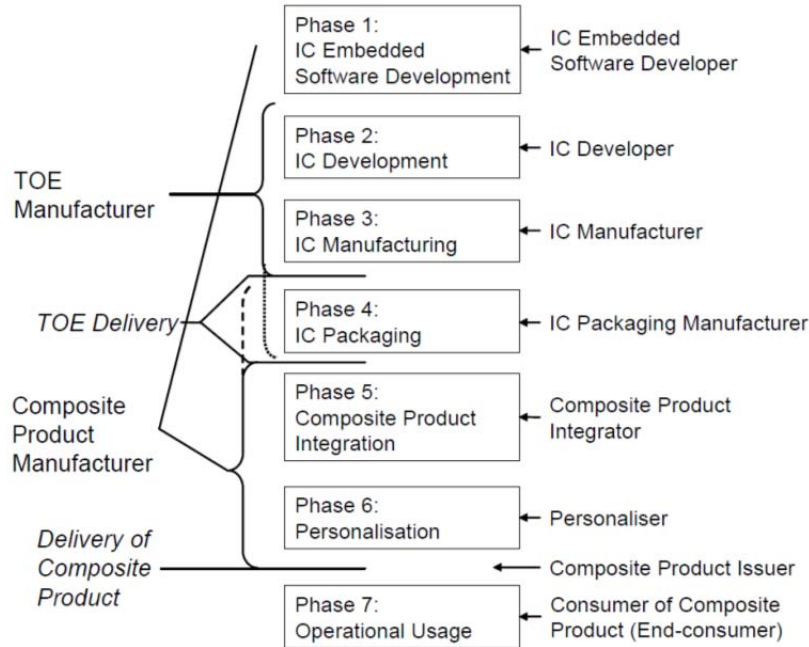 Phase 1:
IC Embedded
Software Development
IC Embedded
Software Developer
Phase 2:
IC Development
IC Developer
TOE
Manufacturer
Phase 3:
IC Manufacturing
IC Manufacturer
TOE Delivery
Phase 4:
IC Packaging
IC Packaging Manufacturer
Composite
Product
Manufacturer
Phase 5:
Composite Product
Integration
Composite Product
Integrator
Phase 6:
Personalisation
Personaliser
Delivery of
Composite
Product
Composite Product Issuer
Phase 7:
Operational Usage
Consumer of Composite
Product (End-consumer)